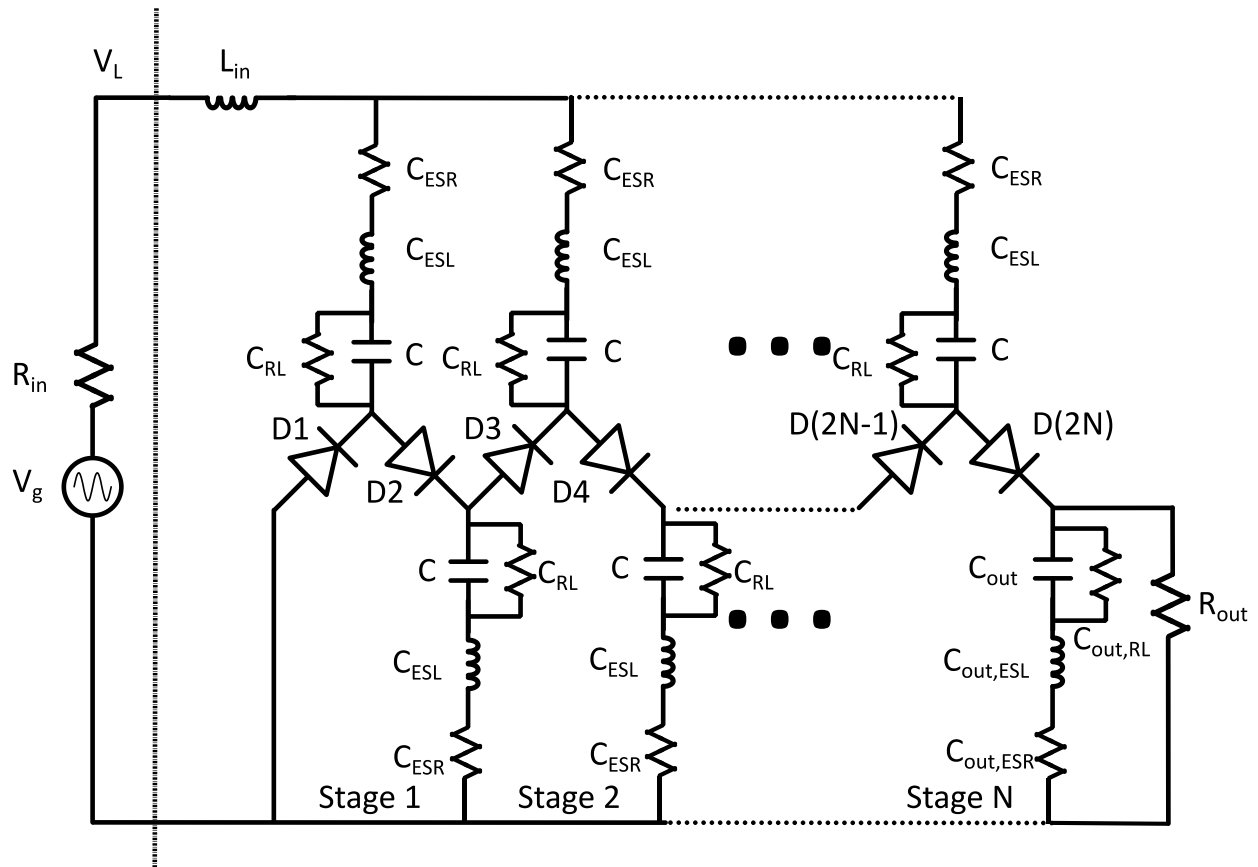 V_L L_in
C_ESR C_ESR C_ESR
C_ESL C_ESL C_ESL
C_RL C C_RL C C_RL C
R_in
D1 D3 D(2N-1) D(2N)
V_g
D2 D4
C C_RL C C_RL C_out
R_out
C_out,RL
C_ESL C_ESL C_out,ESL
C_ESR C_ESR C_out,ESR
Stage 1 Stage 2 Stage N